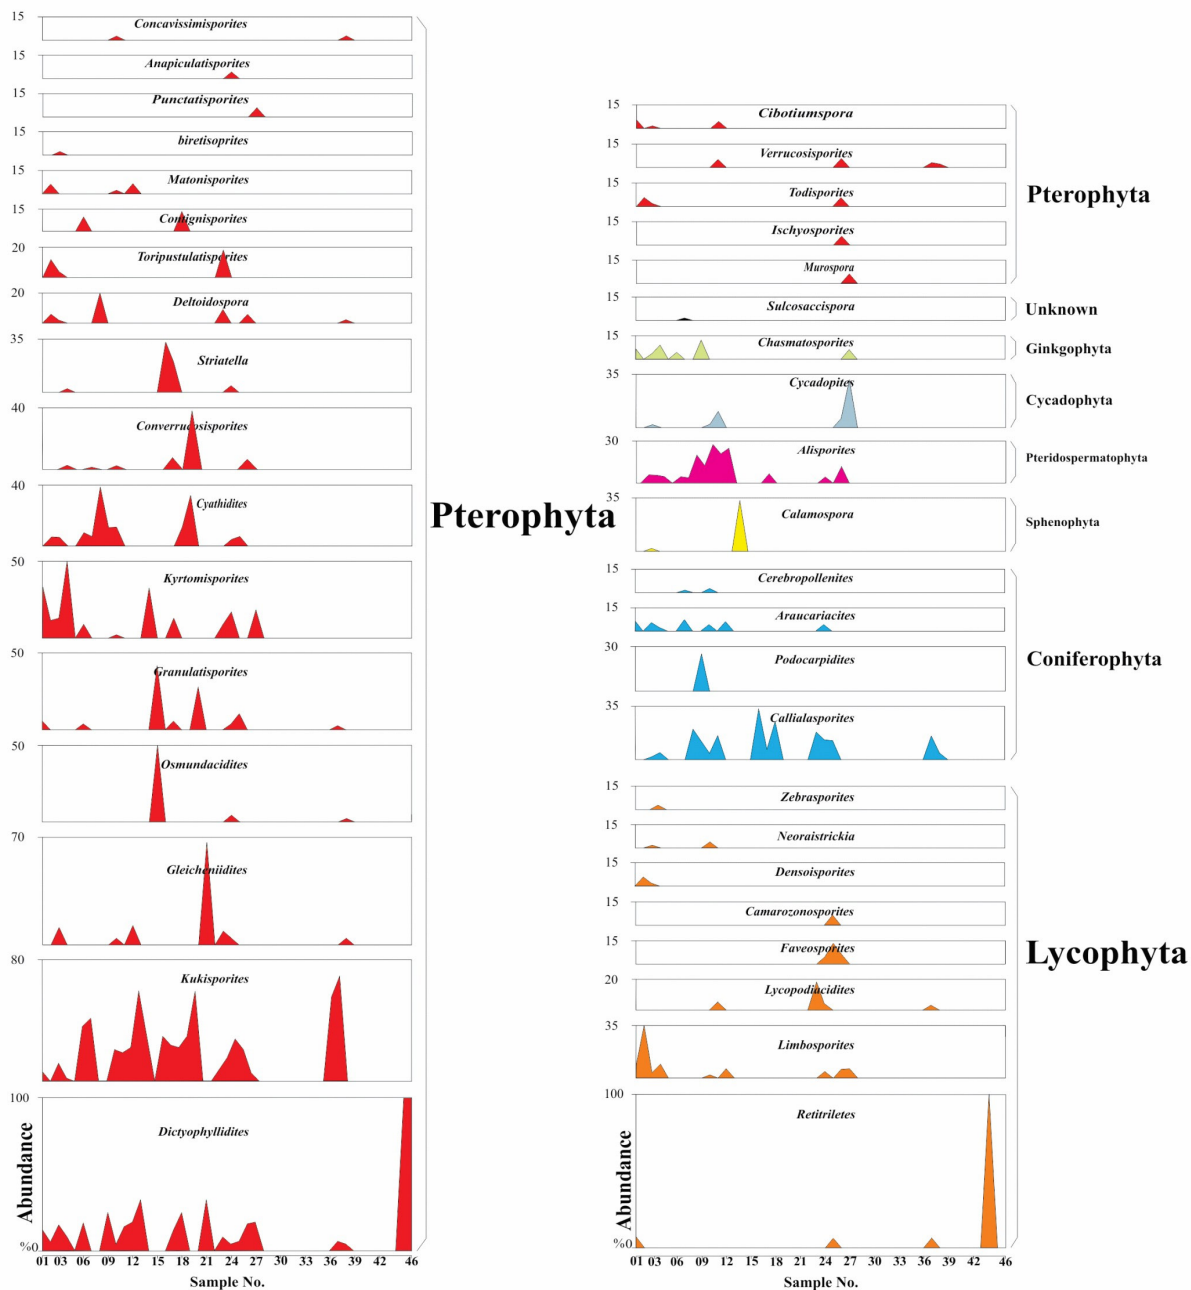 15
Concavissimisporites
15
Anapiculatisporites
15
Punctatisporites
15
biretisoprites
15
Matonisporites
15
Contignisporites
20
Toripustulatisporites
20
Deltoidospora
35
Striatella
40
Converrucosisporites
40
Cyathidites
50
Kyrtomisporites
50
Granulatisporites
50
Osmundacidites
70
Gleicheniidites
80
Kukisporites
100
Dictyophyllidites
Abundance
%0
01 03 06 09 12 15 18 21 24 27 30 33 36 39 42 46
Sample No.
Pterophyta
15
Cibotiumspora
15
Verrucosisporites
15
Todisporites
15
Ischyosporites
15
Murospora
Pterophyta
15
Sulcosaccispora
Unknown
15
Chasmatosporites
Ginkgophyta
35
Cycadopites
Cycadophyta
30
Alisporites
Pteridospermatophyta
35
Calamospora
Sphenophyta
15
Cerebropollenites
15
Araucariacites
30
Podocarpidites
35
Callialasporites
Coniferophyta
15
Zebrasporites
15
Neoraistrickia
15
Densoisporites
15
Camarozonosporites
15
Faveosporites
20
Lycopodiacidites
35
Limbosporites
100
Retitriletes
Lycophyta
Abundance
%0
01 03 06 09 12 15 18 21 24 27 30 33 36 39 42 46
Sample No.